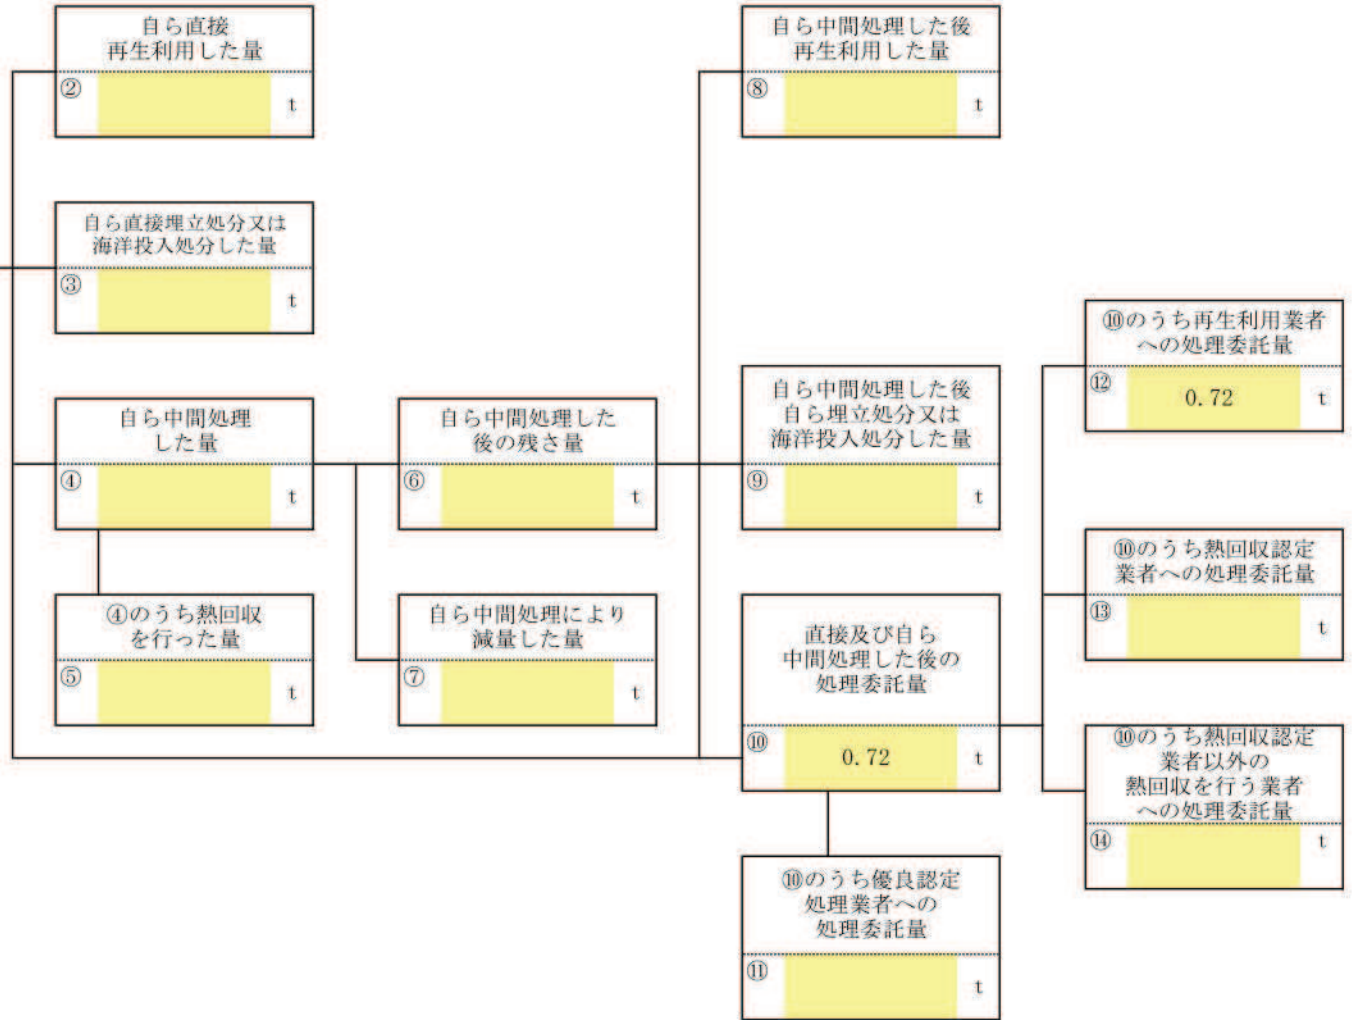 自ら直接
再生利用した量
②
t
自ら中間処理した後
再生利用した量
⑧
t
自ら直接埋立処分又は
海洋投入処分した量
③
t
⑩のうち再生利用業者
への処理委託量
⑫
0.72
t
自ら中間処理
した量
④
t
自ら中間処理した
後の残さ量
⑥
t
自ら中間処理した後
自ら埋立処分又は
海洋投入処分した量
⑨
t
⑩のうち熱回収認定
業者への処理委託量
⑬
t
④のうち熱回収
を行った量
⑤
t
自ら中間処理により
減量した量
⑦
t
直接及び自ら
中間処理した後の
処理委託量
⑩
0.72
t
⑩のうち熱回収認定
業者以外の
熱回収を行う業者
への処理委託量
⑭
t
⑩のうち優良認定
処理業者への
処理委託量
⑪
t